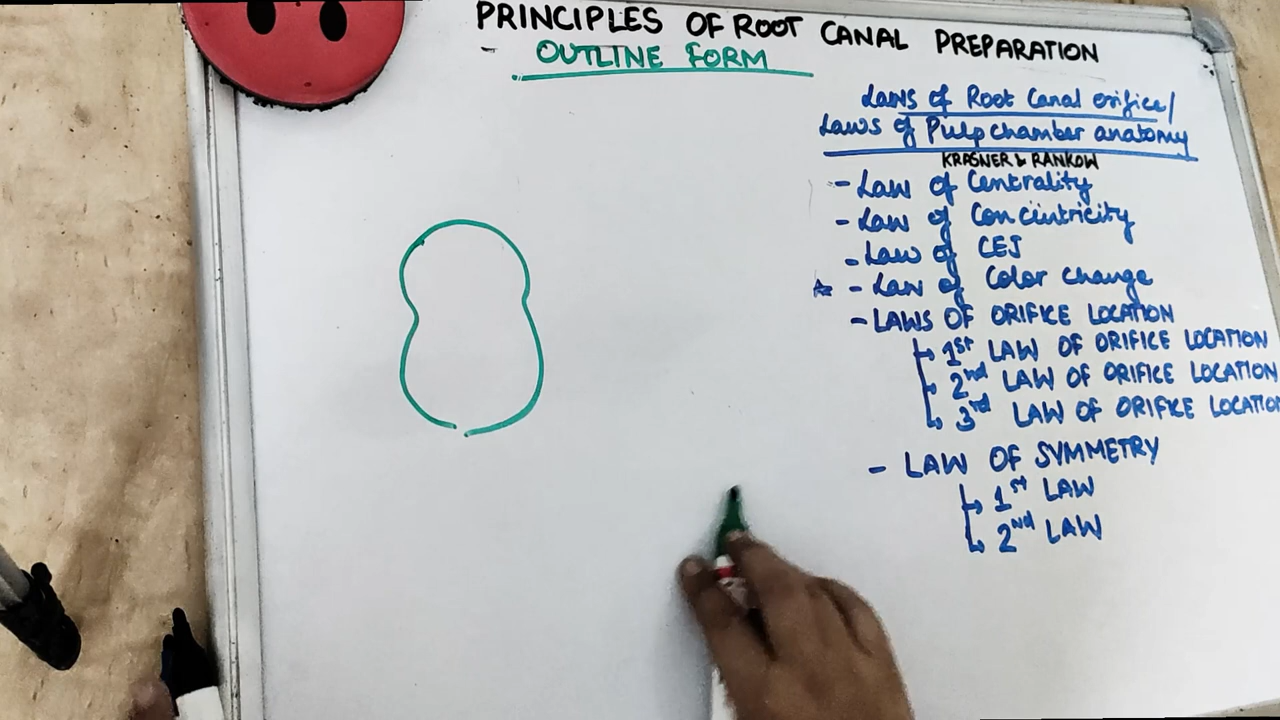 PRINCIPLES OF ROOT CANAL PREPARATION
- OUTLINE FORM
Laws of Root Canal orifice/
Laws of Pulp chamber anatomy
KRASNER & RANKOW
- Law of Centrality
- Law of Concentricity
- Law of CEJ
- Law of Color Change
- LAWS OF ORIFICE LOCATION
1ST LAW OF ORIFICE LOCATION
2nd LAW OF ORIFICE LOCATION
3rd LAW OF ORIFICE LOCATIO
- LAW OF SYMMETRY
1st LAW
2nd LAW